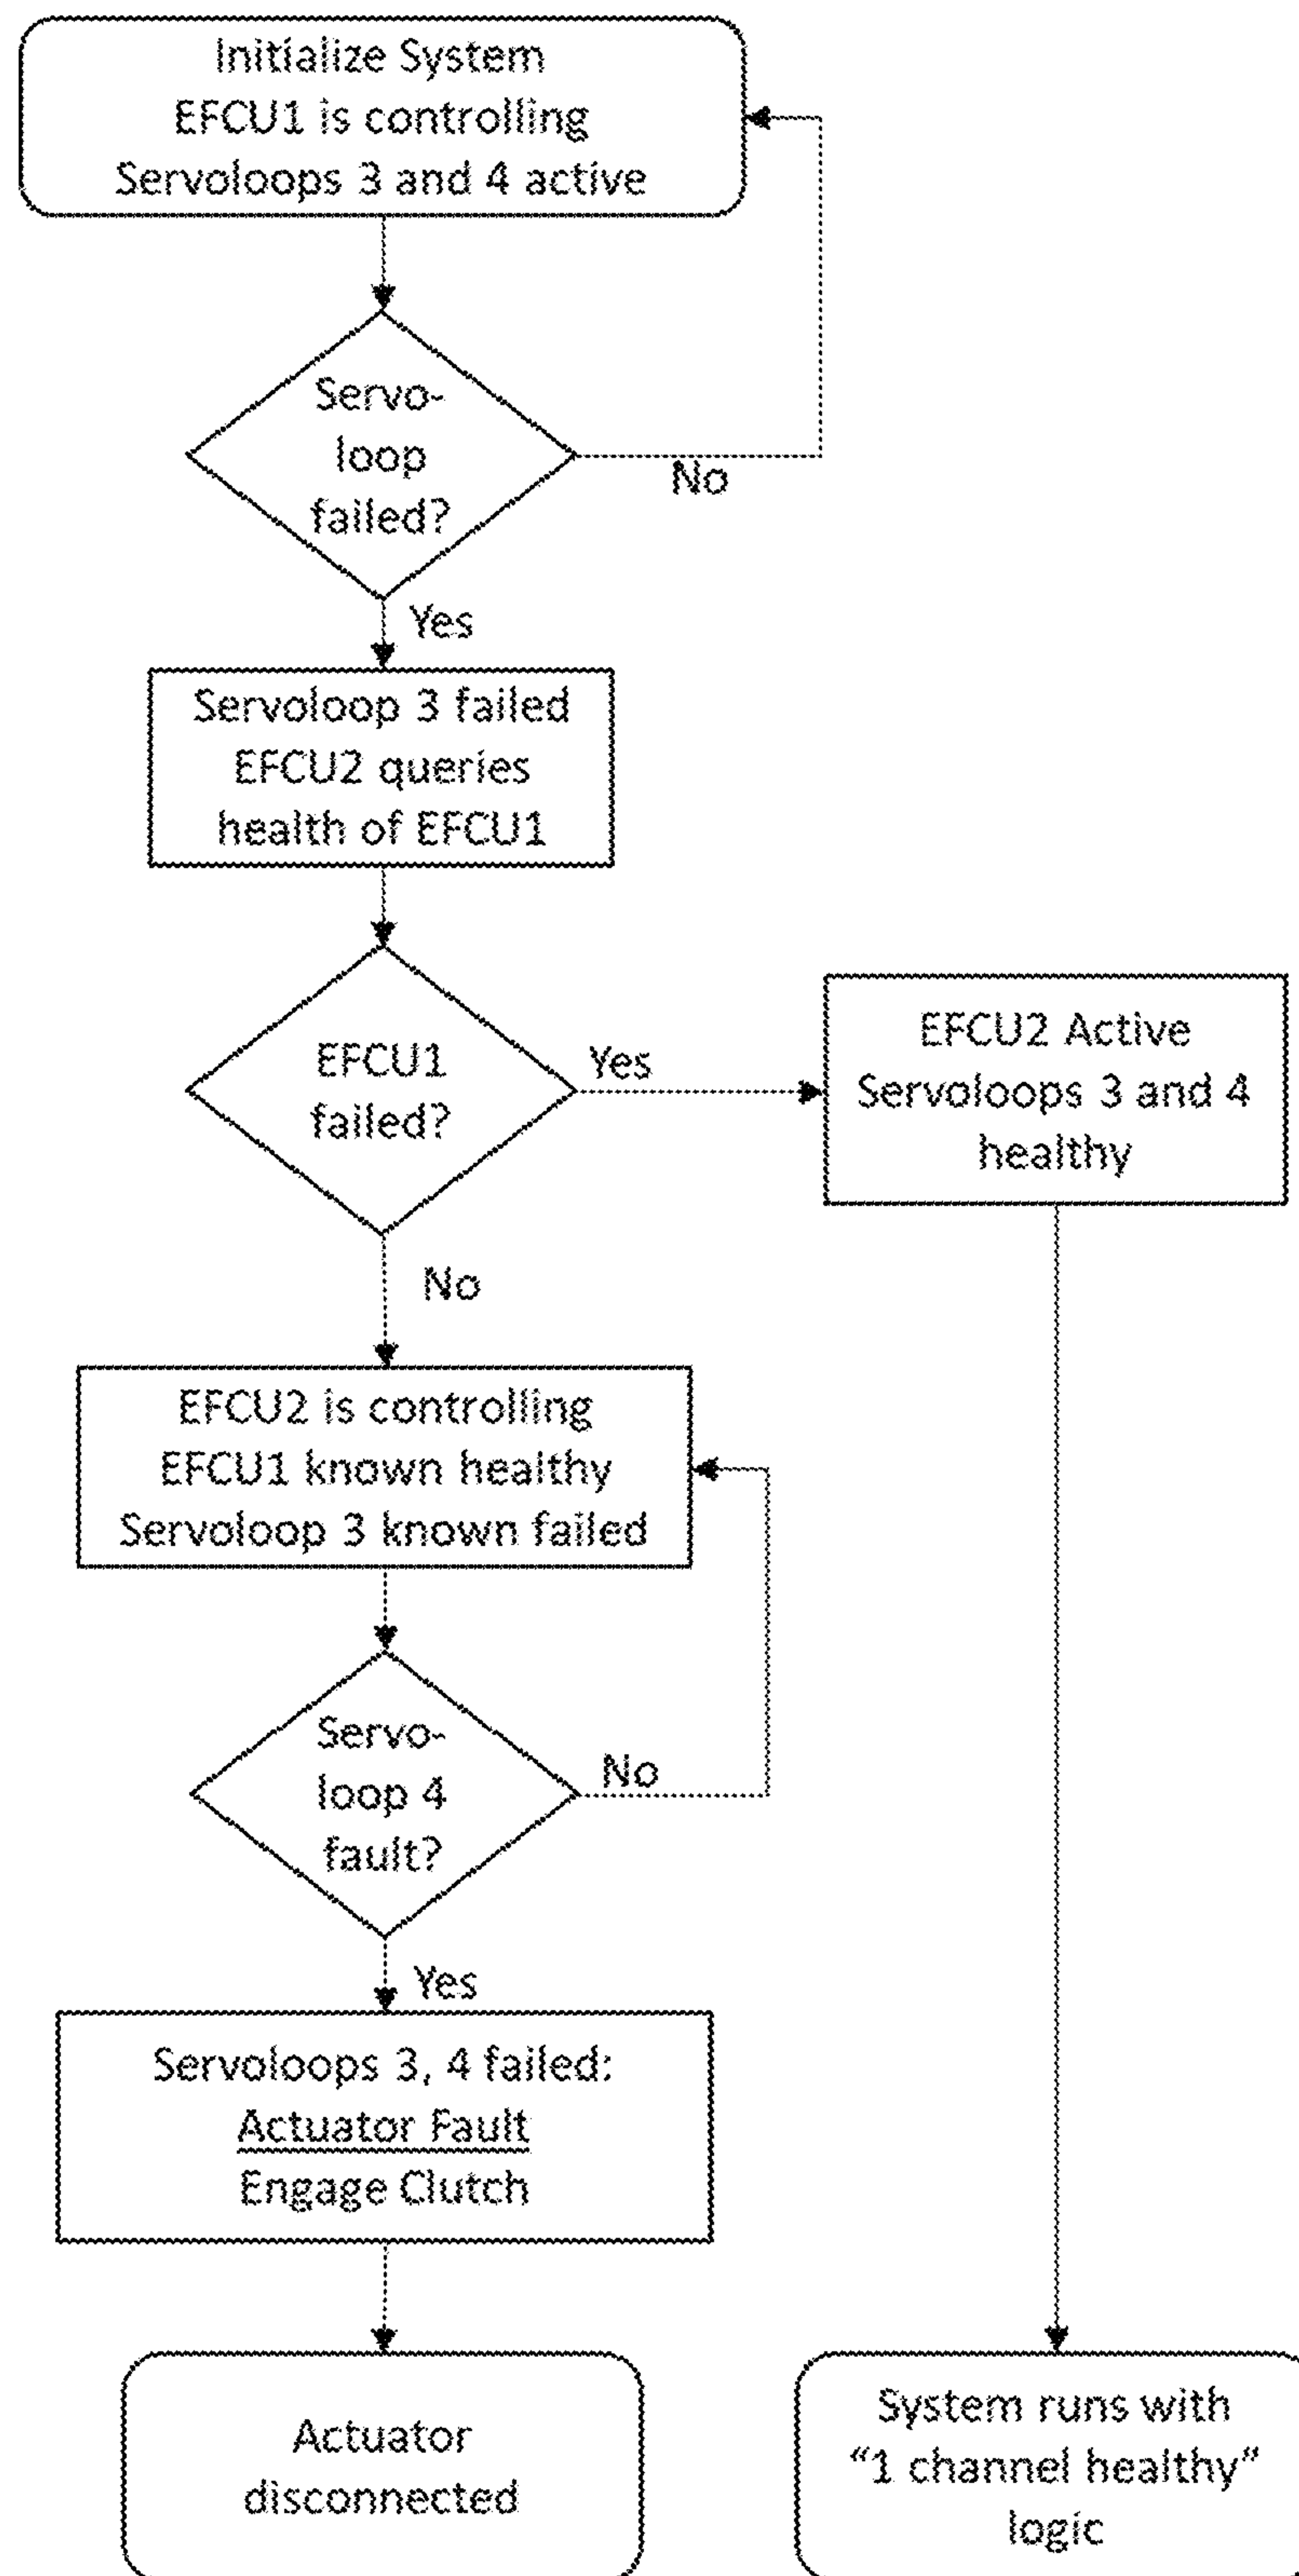 Initialize System
EFCU1 is controlling
Servoloops 3 and 4 active
Servo-
loop
failed?
No
Yes
Servoloop 3 failed
EFCU2 queries
health of EFCU1
EFCU1
failed?
Yes
EFCU2 Active
Servoloops 3 and 4
healthy
No
EFCU2 is controlling
EFCU1 known healthy
Servoloop 3 known failed
Servo-
loop 4
fault?
No
Yes
Servoloops 3, 4 failed:
Actuator Fault
Engage Clutch
Actuator
disconnected
System runs with
“1 channel healthy”
logic